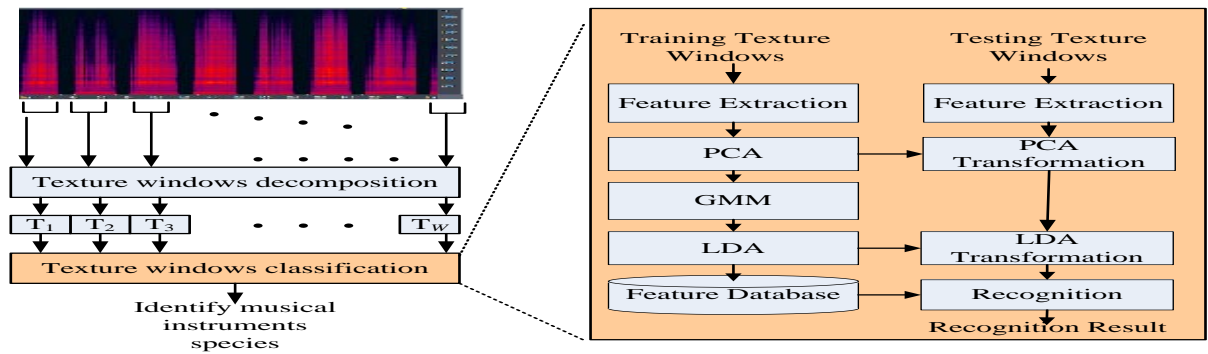 Texture windows decomposition
T1 T2 T3 TW
Texture windows classification
Identify musical
instruments
species
Training Texture
Windows
Feature Extraction
PCA
GMM
LDA
Feature Database
Testing Texture
Windows
Feature Extraction
PCA
Transformation
LDA
Transformation
Recognition
Recognition Result